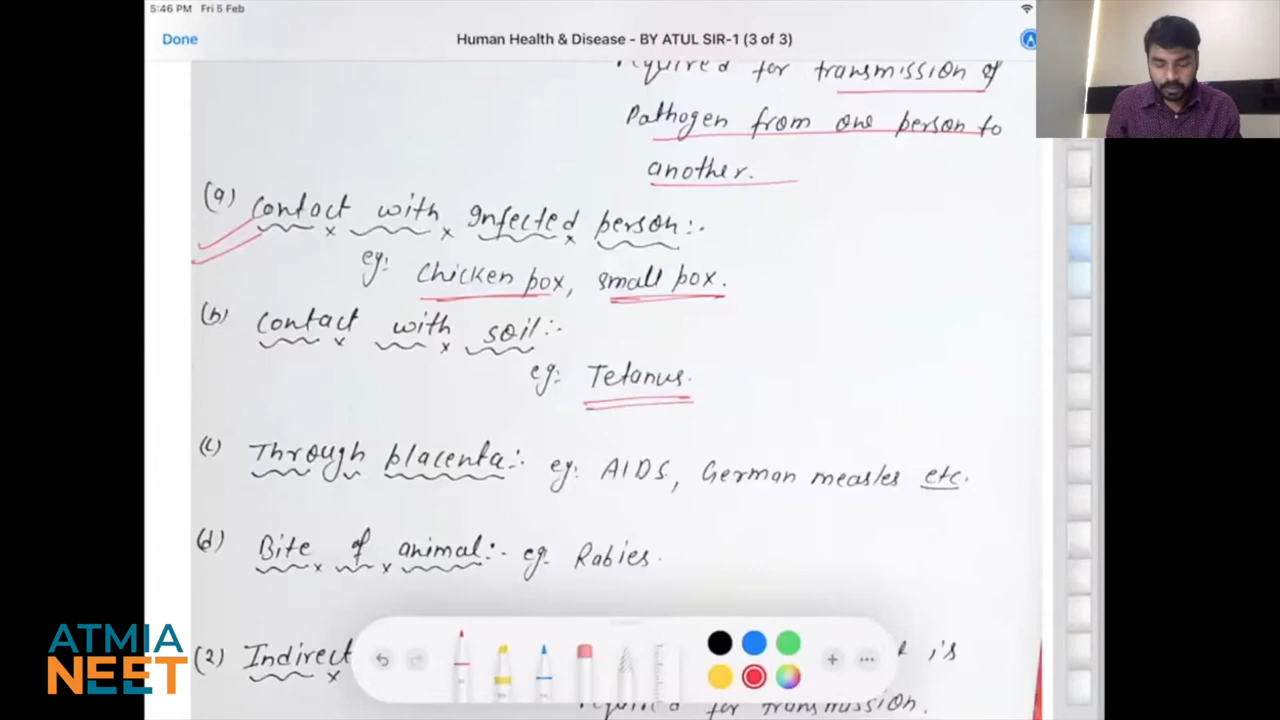 5:46 PM Fri 5 Feb
Done
Human Health & Disease - BY ATUL SIR-1 (3 of 3)
required for transmission of
Pathogen from one person to
another.
(a) Contact with Infected person:-
eg: Chicken pox, small pox.
(b) Contact with soil:-
eg: Tetanus.
(c) Through placenta:- eg: AIDS, German measles etc.
(d) Bite of animal:- eg: Rabies.
(2) Indirect
is
required for transmission.
ATMIA
NEET